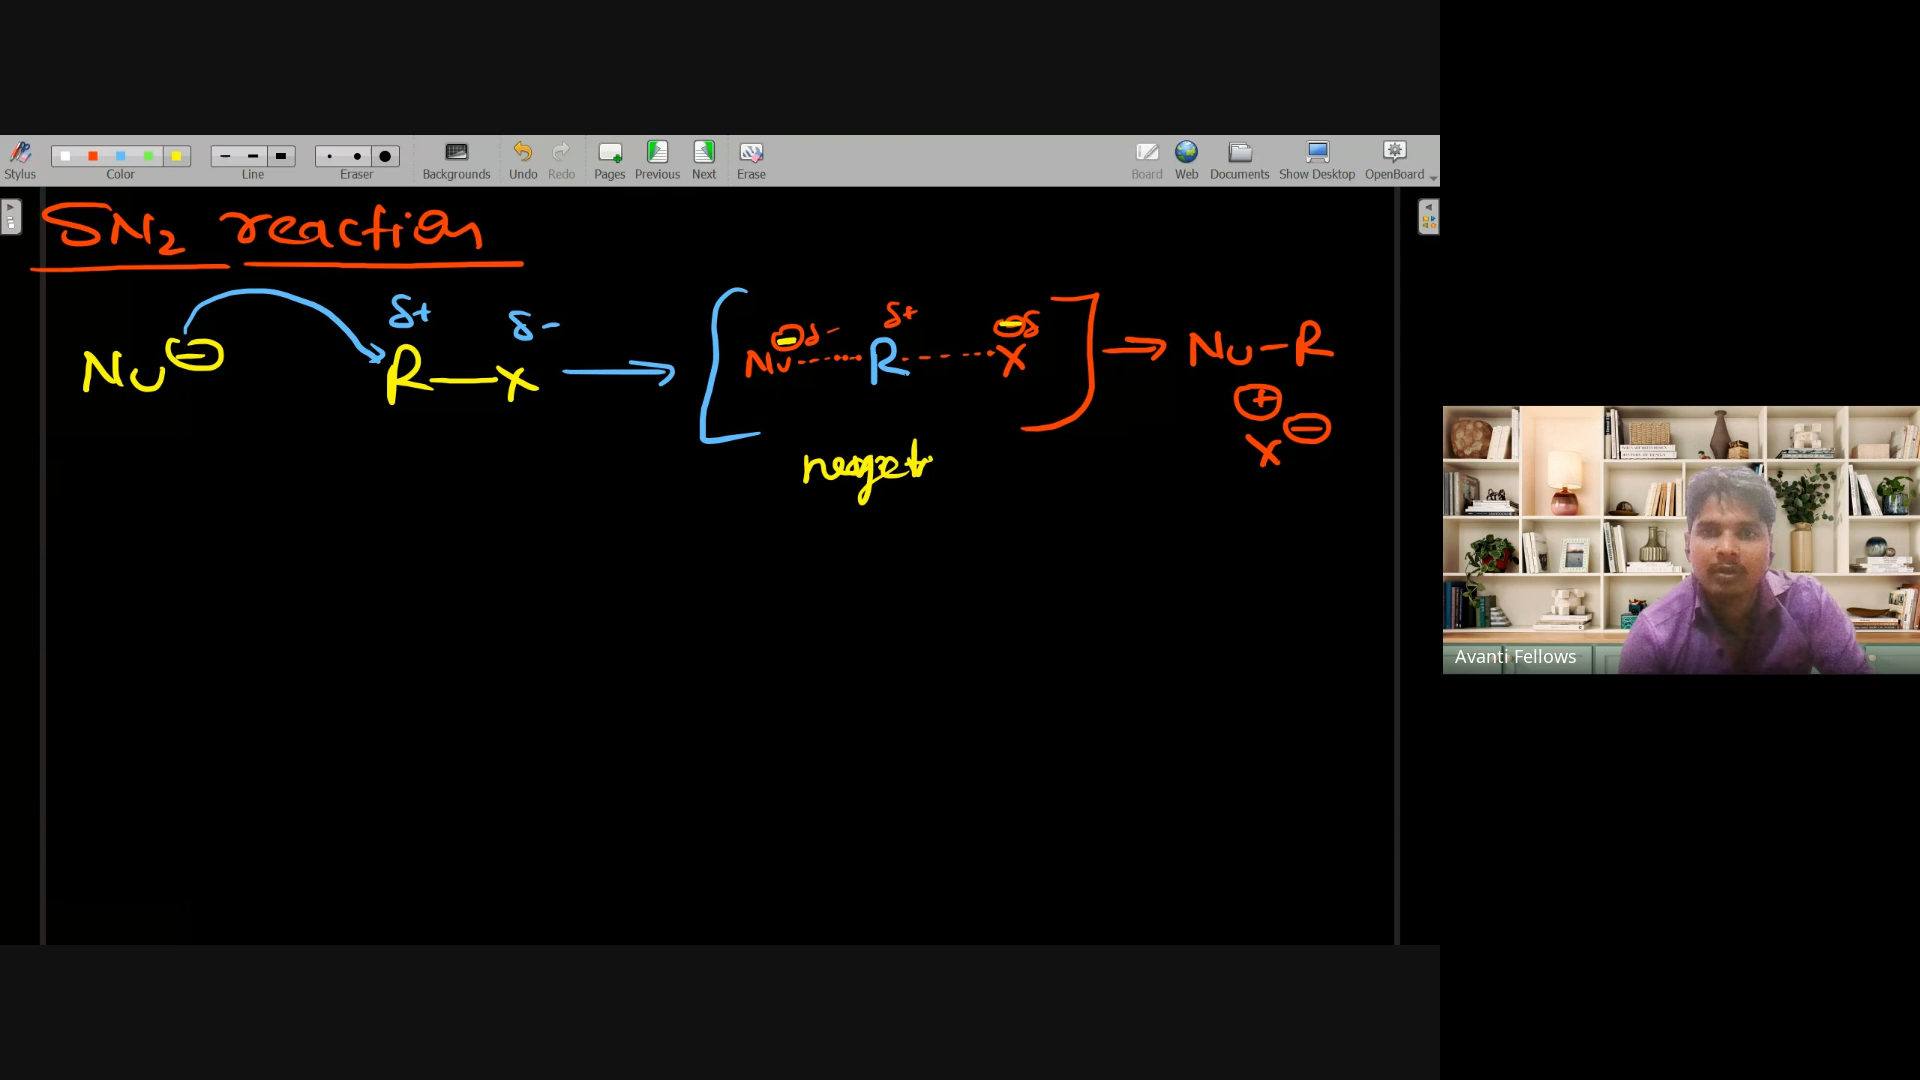 Stylus Color Line Eraser Backgrounds Undo Redo Pages Previous Next Erase Board Web Documents Show Desktop OpenBoard
SN2 reaction
δ+ δ- δ- δ+ δ
Nu⊖ R—X → [Nu⊖·····R·····X⊖] → Nu–R
⊕
X⊖
Avanti Fellows